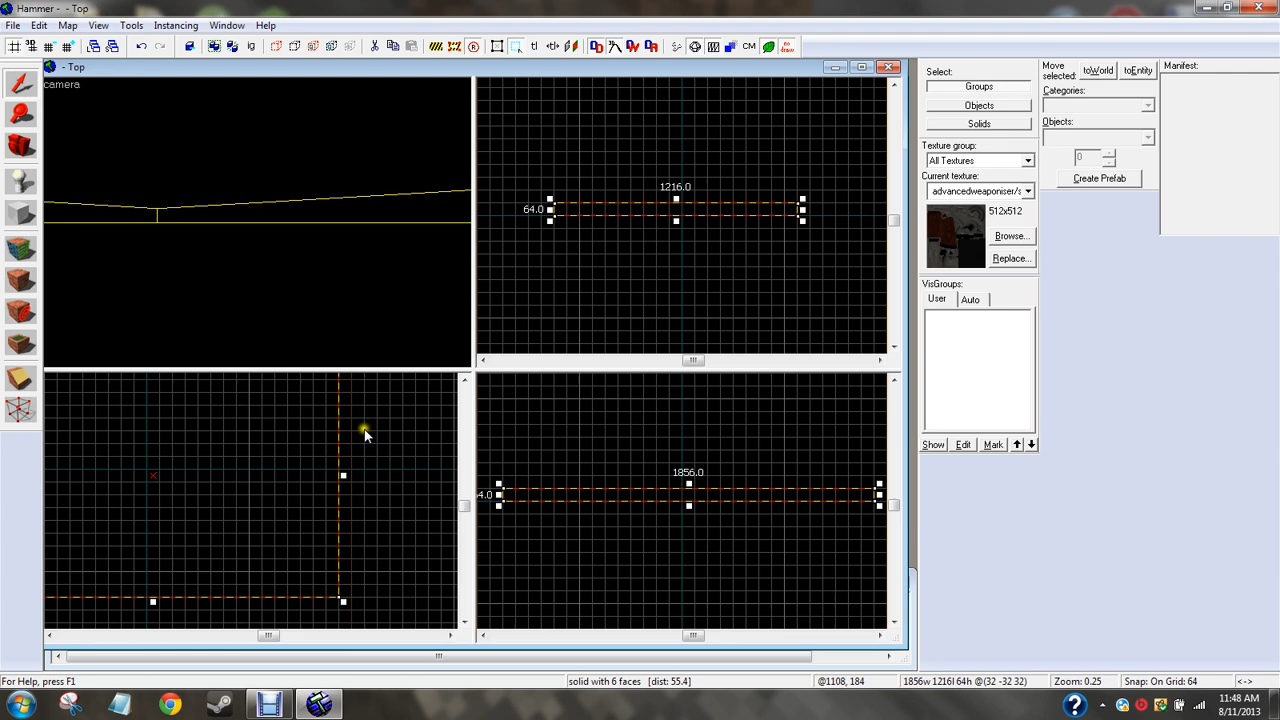 Hammer - - Top
File Edit Map View Tools Instancing Window Help
- Top
camera
1216.0
64.0
1856.0
4.0
Select:
Groups
Objects
Solids
Texture group:
All Textures
Current texture:
advancedweaponiser/s
512x512
Browse...
Replace...
VisGroups:
User Auto
Show Edit Mark
Move selected:
toWorld toEntity
Categories:
Objects:
0
Create Prefab
Manifest:
For Help, press F1
solid with 6 faces [dist: 55.4]
@1108, 184
1856w 1216l 64h @(32 -32 32)
Zoom: 0.25
Snap: On Grid: 64
<->
11:48 AM
8/11/2013